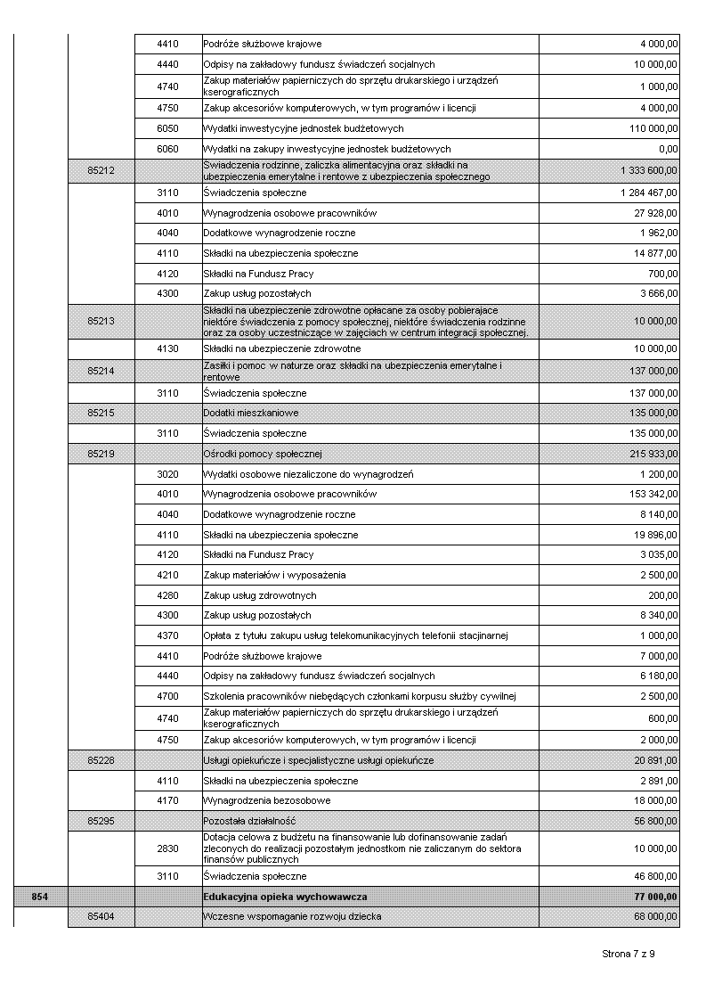 4410 Podróże służbowe krajowe 4 000,00
4440 Odpisy na zakładowy fundusz świadczeń socjalnych 10 000,00
4740 Zakup materiałów papierniczych do sprzętu drukarskiego i urządzeń
kserograficznych 1 000,00
4750 Zakup akcesoriów komputerowych, w tym programów i licencji 4 000,00
6050 Wydatki inwestycyjne jednostek budżetowych 110 000,00
6060 Wydatki na zakupy inwestycyjne jednostek budżetowych 0,00
85212 Świadczenia rodzinne, zaliczka alimentacyjna oraz składki na
ubezpieczenia emerytalne i rentowe z ubezpieczenia społecznego 1 333 600,00
3110 Świadczenia społeczne 1 284 467,00
4010 Wynagrodzenia osobowe pracowników 27 928,00
4040 Dodatkowe wynagrodzenie roczne 1 962,00
4110 Składki na ubezpieczenia społeczne 14 877,00
4120 Składki na Fundusz Pracy 700,00
4300 Zakup usług pozostałych 3 666,00
Składki na ubezpieczenie zdrowotne opłacane za osoby pobierajace
85213 niektóre świadczenia z pomocy społecznej, niektóre świadczenia rodzinne 10 000,00
oraz za osoby uczestniczące w zajęciach w centrum integracji społecznej.
4130 Składki na ubezpieczenie zdrowotne 10 000,00
85214 Zasiłki i pomoc w naturze oraz składki na ubezpieczenia emerytalne i
rentowe 137 000,00
3110 Świadczenia społeczne 137 000,00
85215 Dodatki mieszkaniowe 135 000,00
3110 Świadczenia społeczne 135 000,00
85219 Ośrodki pomocy społecznej 215 933,00
3020 Wydatki osobowe niezaliczone do wynagrodzeń 1 200,00
4010 Wynagrodzenia osobowe pracowników 153 342,00
4040 Dodatkowe wynagrodzenie roczne 8 140,00
4110 Składki na ubezpieczenia społeczne 19 896,00
4120 Składki na Fundusz Pracy 3 035,00
4210 Zakup materiałów i wyposażenia 2 500,00
4280 Zakup usług zdrowotnych 200,00
4300 Zakup usług pozostałych 8 340,00
4370 Opłata z tytułu zakupu usług telekomunikacyjnych telefonii stacjinarnej 1 000,00
4410 Podróże służbowe krajowe 7 000,00
4440 Odpisy na zakładowy fundusz świadczeń socjalnych 6 180,00
4700 Szkolenia pracowników niebędących członkami korpusu służby cywilnej 2 500,00
4740 Zakup materiałów papierniczych do sprzętu drukarskiego i urządzeń
kserograficznych 600,00
4750 Zakup akcesoriów komputerowych, w tym programów i licencji 2 000,00
85228 Usługi opiekuńcze i specjalistyczne usługi opiekuńcze 20 891,00
4110 Składki na ubezpieczenia społeczne 2 891,00
4170 Wynagrodzenia bezosobowe 18 000,00
85295 Pozostała działalność 56 800,00
Dotacja celowa z budżetu na finansowanie lub dofinansowanie zadań
2830 zleconych do realizacji pozostałym jednostkom nie zaliczanym do sektora 10 000,00
finansów publicznych
3110 Świadczenia społeczne 46 800,00
854 Edukacyjna opieka wychowawcza 77 000,00
85404 Wczesne wspomaganie rozwoju dziecka 68 000,00
Strona 7 z 9